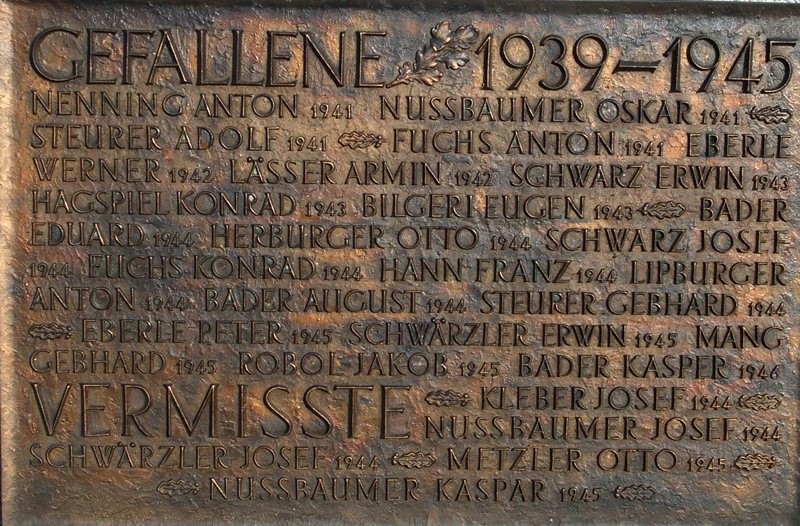 GEFALLENE 1939–1945
NENNING ANTON 1941 NUSSBAUMER OSKAR 1941
STEURER ADOLF 1941 FUCHS ANTON 1941 EBERLE
WERNER 1942 LÄSSER ARMIN 1942 SCHWARZ ERWIN 1943
HAGSPIEL KONRAD 1943 BILGERI EUGEN 1943 BADER
EDUARD 1944 HERBURGER OTTO 1944 SCHWARZ JOSEF
1944 FUCHS KONRAD 1944 HANN FRANZ 1944 LIPBURGER
ANTON 1944 BADER AUGUST 1944 STEURER GEBHARD 1944
EBERLE PETER 1945 SCHWÄRZLER ERWIN 1945 MANG
GEBHARD 1945 ROBOL JAKOB 1945 BADER KASPER 1946
VERMISSTE KLEBER JOSEF 1944
NUSSBAUMER JOSEF 1944
SCHWÄRZLER JOSEF 1944 METZLER OTTO 1945
NUSSBAUMER KASPAR 1945